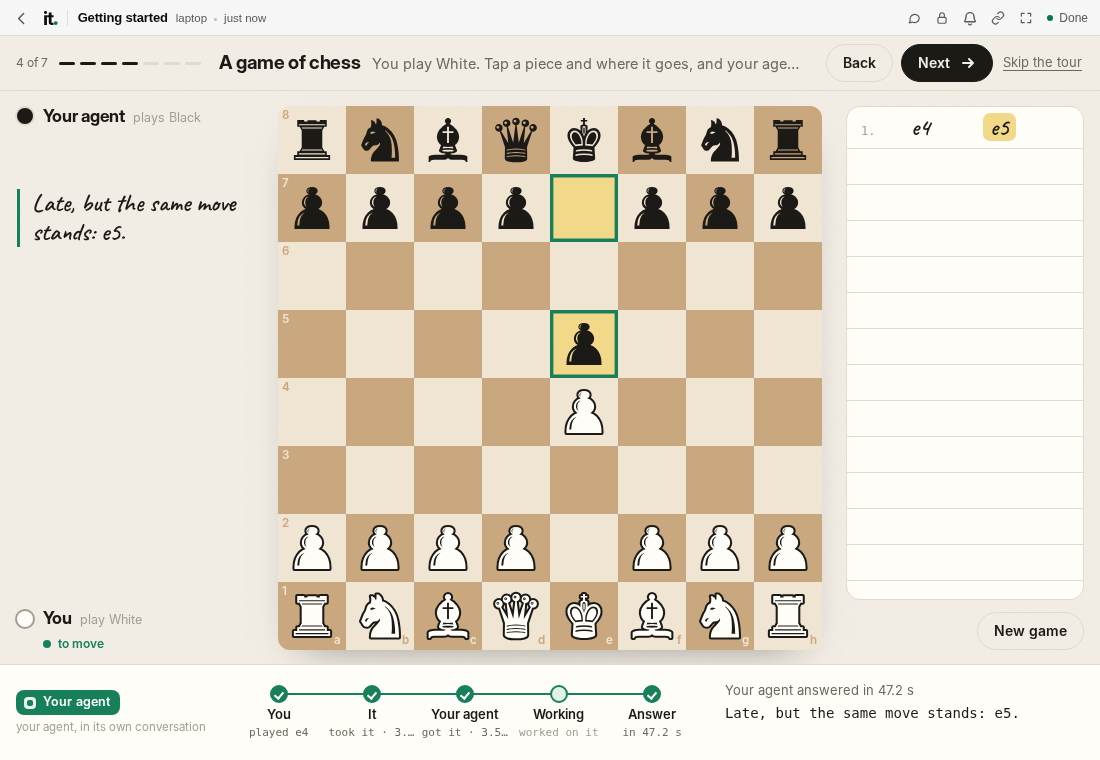 it. Getting started laptop • just now Done
4 of 7 A game of chess You play White. Tap a piece and where it goes, and your age... Back Next → Skip the tour
Your agent plays Black
Late, but the same move
stands: e5.
8
7
6
5
4
3
2
1
a b c d e f g h
1. e4 e5
You play White
to move
New game
Your agent
your agent, in its own conversation
You It Your agent Working Answer
played e4 took it · 3.… got it · 3.5… worked on it in 47.2 s
Your agent answered in 47.2 s
Late, but the same move stands: e5.